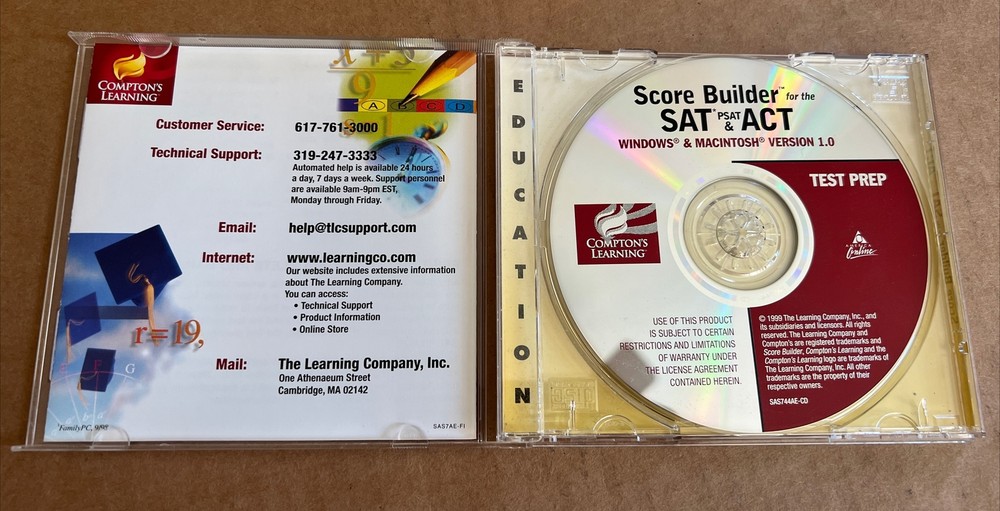 COMPTON'S
LEARNING™
x ÷ y
9
A B C D
Customer Service: 617-761-3000
Technical Support: 319-247-3333
Automated help is available 24 hours
a day, 7 days a week. Support personnel
are available 9am-9pm EST,
Monday through Friday.
Email: help@tlcsupport.com
Internet: www.learningco.com
Our website includes extensive information
about The Learning Company.
You can access:
• Technical Support
• Product Information
• Online Store
r=19,
F G
Mail: The Learning Company, Inc.
One Athenaeum Street
Cambridge, MA 02142
FamilyPC, 9/98
SAS7AE-FI
EDUCATION
Score Builder™ for the
SAT* PSAT & ACT
WINDOWS® & MACINTOSH® VERSION 1.0
TEST PREP
COMPTON'S
LEARNING™
AMERICA
Online
USE OF THIS PRODUCT
IS SUBJECT TO CERTAIN
RESTRICTIONS AND LIMITATIONS
OF WARRANTY UNDER
THE LICENSE AGREEMENT
CONTAINED HEREIN.
© 1999 The Learning Company, Inc., and
its subsidiaries and licensors. All rights
reserved. The Learning Company and
Compton's are registered trademarks and
Score Builder, Compton's Learning and the
Compton's Learning logo are trademarks of
The Learning Company, Inc. All other
trademarks are the property of their
respective owners.
SAS744AE-CD